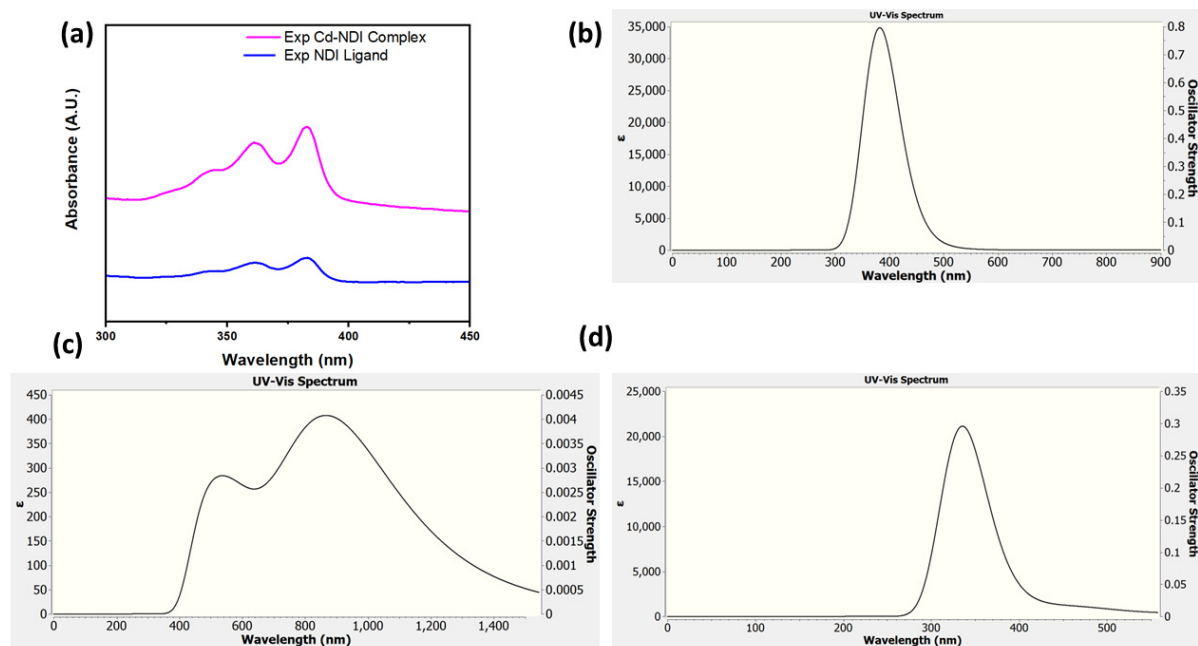 (a)
Exp Cd-NDI Complex
Exp NDI Ligand
Absorbance (A.U.)
300 350 400 450
Wavelength (nm)
(b)
UV-Vis Spectrum
35,000
30,000
25,000
20,000
15,000
10,000
5,000
0
ε
0.8
0.7
0.6
0.5
0.4
0.3
0.2
0.1
0
Oscillator Strength
0 100 200 300 400 500 600 700 800 900
Wavelength (nm)
(c)
UV-Vis Spectrum
450
400
350
300
250
200
150
100
50
0
ε
0.0045
0.004
0.0035
0.003
0.0025
0.002
0.0015
0.001
0.0005
0
Oscillator Strength
0 200 400 600 800 1,000 1,200 1,400
Wavelength (nm)
(d)
UV-Vis Spectrum
25,000
20,000
15,000
10,000
5,000
0
ε
0.35
0.3
0.25
0.2
0.15
0.1
0.05
0
Oscillator Strength
0 100 200 300 400 500
Wavelength (nm)